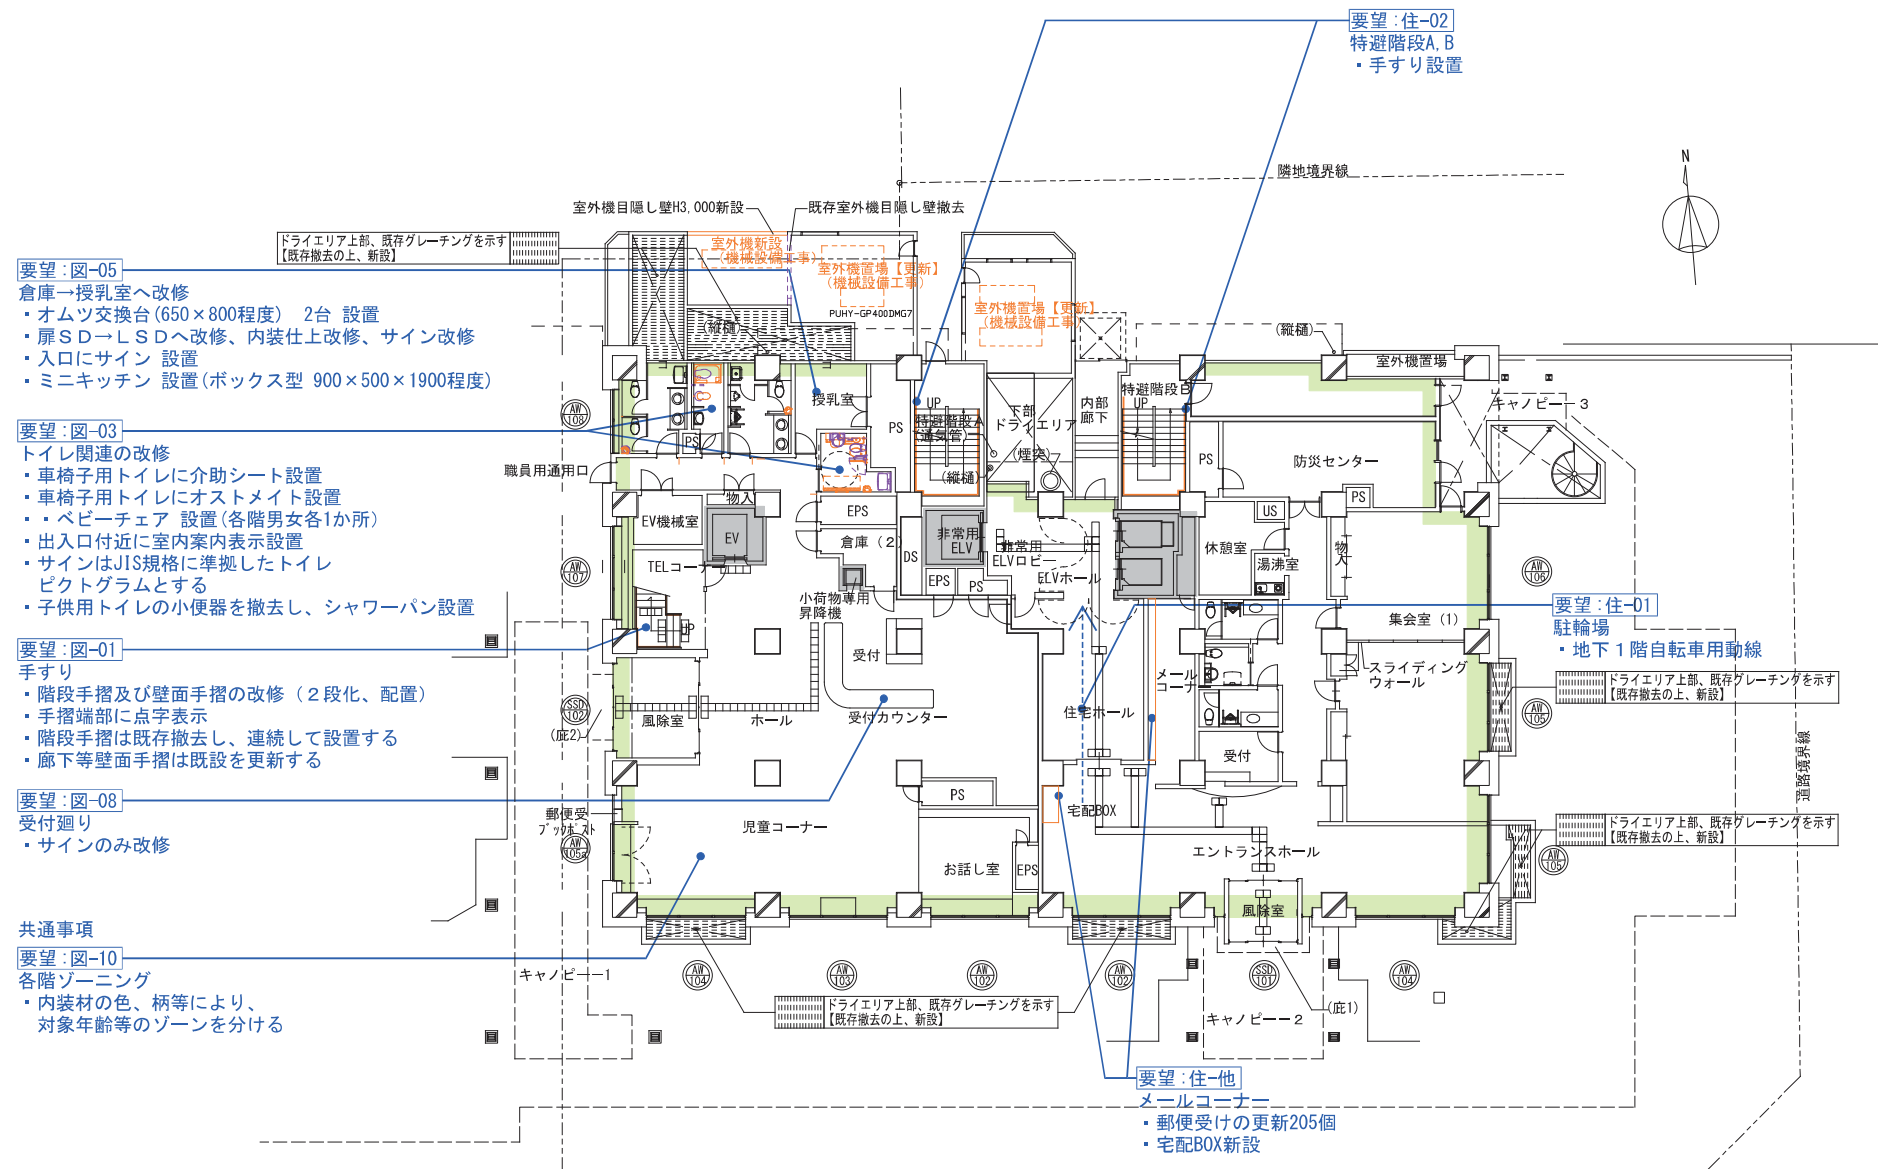 要望:住-02
特避階段A,B
・手すり設置
N
隣地境界線
室外機目隠し壁H3,000新設
既存室外機目隠し壁撤去
ドライエリア上部、既存グレーチングを示す
【既存撤去の上、新設】
室外機新設
(機械設備工事)
室外機置場【更新】
(機械設備工事)
PUHY-GP400DMG7
室外機置場【更新】
(機械設備工事)
(縦樋)
(縦樋)
室外機置場
要望:図-05
倉庫→授乳室へ改修
・オムツ交換台(650×800程度) 2台 設置
・扉SD→LSDへ改修、内装仕上改修、サイン改修
・入口にサイン 設置
・ミニキッチン 設置(ボックス型 900×500×1900程度)
要望:図-03
トイレ関連の改修
・車椅子用トイレに介助シート設置
・車椅子用トイレにオストメイト設置
・・ベビーチェア 設置(各階男女各1か所)
・出入口付近に室内案内表示設置
・サインはJIS規格に準拠したトイレ
ピクトグラムとする
・子供用トイレの小便器を撤去し、シャワーパン設置
要望:図-01
手すり
・階段手摺及び壁面手摺の改修(2段化、配置)
・手摺端部に点字表示
・階段手摺は既存撤去し、連続して設置する
・廊下等壁面手摺は既設を更新する
要望:図-08
受付廻り
・サインのみ改修
共通事項
要望:図-10
各階ゾーニング
・内装材の色、柄等により、
対象年齢等のゾーンを分ける
AW
108
職員用通用口
授乳室
PS
PS
UP
特避階段A
(通気管)
(縦樋)
下部
ドライエリア
(煙突)
内部
廊下
特避階段B
UP
PS
防災センター
PS
キャノピー3
物入
EV機械室
EV
EPS
倉庫(2)
DS
非常用
ELV
EPS
PS
非常用
ELVロビー
ELVホール
休憩室
US
湯沸室
物入
AW
107
AW
106
TELコーナー
小荷物専用
昇降機
UP
受付
受付カウンター
ホール
風除室
SSD
102
(庇2)
メール
コーナー
住宅ホール
受付
集会室(1)
スライディング
ウォール
要望:住-01
駐輪場
・地下1階自転車用動線
ドライエリア上部、既存グレーチングを示す
【既存撤去の上、新設】
AW
105
道路境界線
郵便受
ブックポスト
AW
105a
児童コーナー
PS
お話し室
EPS
宅配BOX
エントランスホール
風除室
ドライエリア上部、既存グレーチングを示す
【既存撤去の上、新設】
AW
105
キャノピー1
AW
104
AW
103
AW
102
AW
102
SSD
101
AW
104
ドライエリア上部、既存グレーチングを示す
【既存撤去の上、新設】
キャノピー2
(庇1)
要望:住-他
メールコーナー
・郵便受けの更新205個
・宅配BOX新設